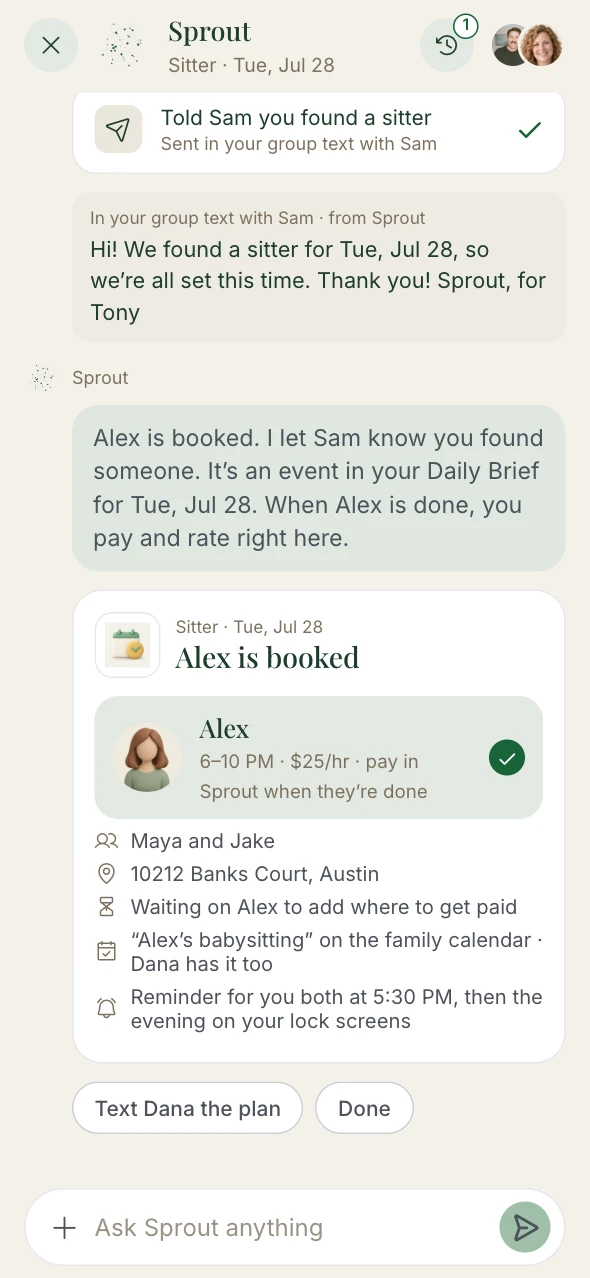 Sprout
Sitter · Tue, Jul 28
1
Told Sam you found a sitter
Sent in your group text with Sam
In your group text with Sam · from Sprout
Hi! We found a sitter for Tue, Jul 28, so
we’re all set this time. Thank you! Sprout, for
Tony
Sprout
Alex is booked. I let Sam know you found
someone. It’s an event in your Daily Brief
for Tue, Jul 28. When Alex is done, you
pay and rate right here.
Sitter · Tue, Jul 28
Alex is booked
Alex
6–10 PM · $25/hr · pay in
Sprout when they’re done
Maya and Jake
10212 Banks Court, Austin
Waiting on Alex to add where to get paid
“Alex’s babysitting” on the family calendar ·
Dana has it too
Reminder for you both at 5:30 PM, then the
evening on your lock screens
Text Dana the plan
Done
Ask Sprout anything